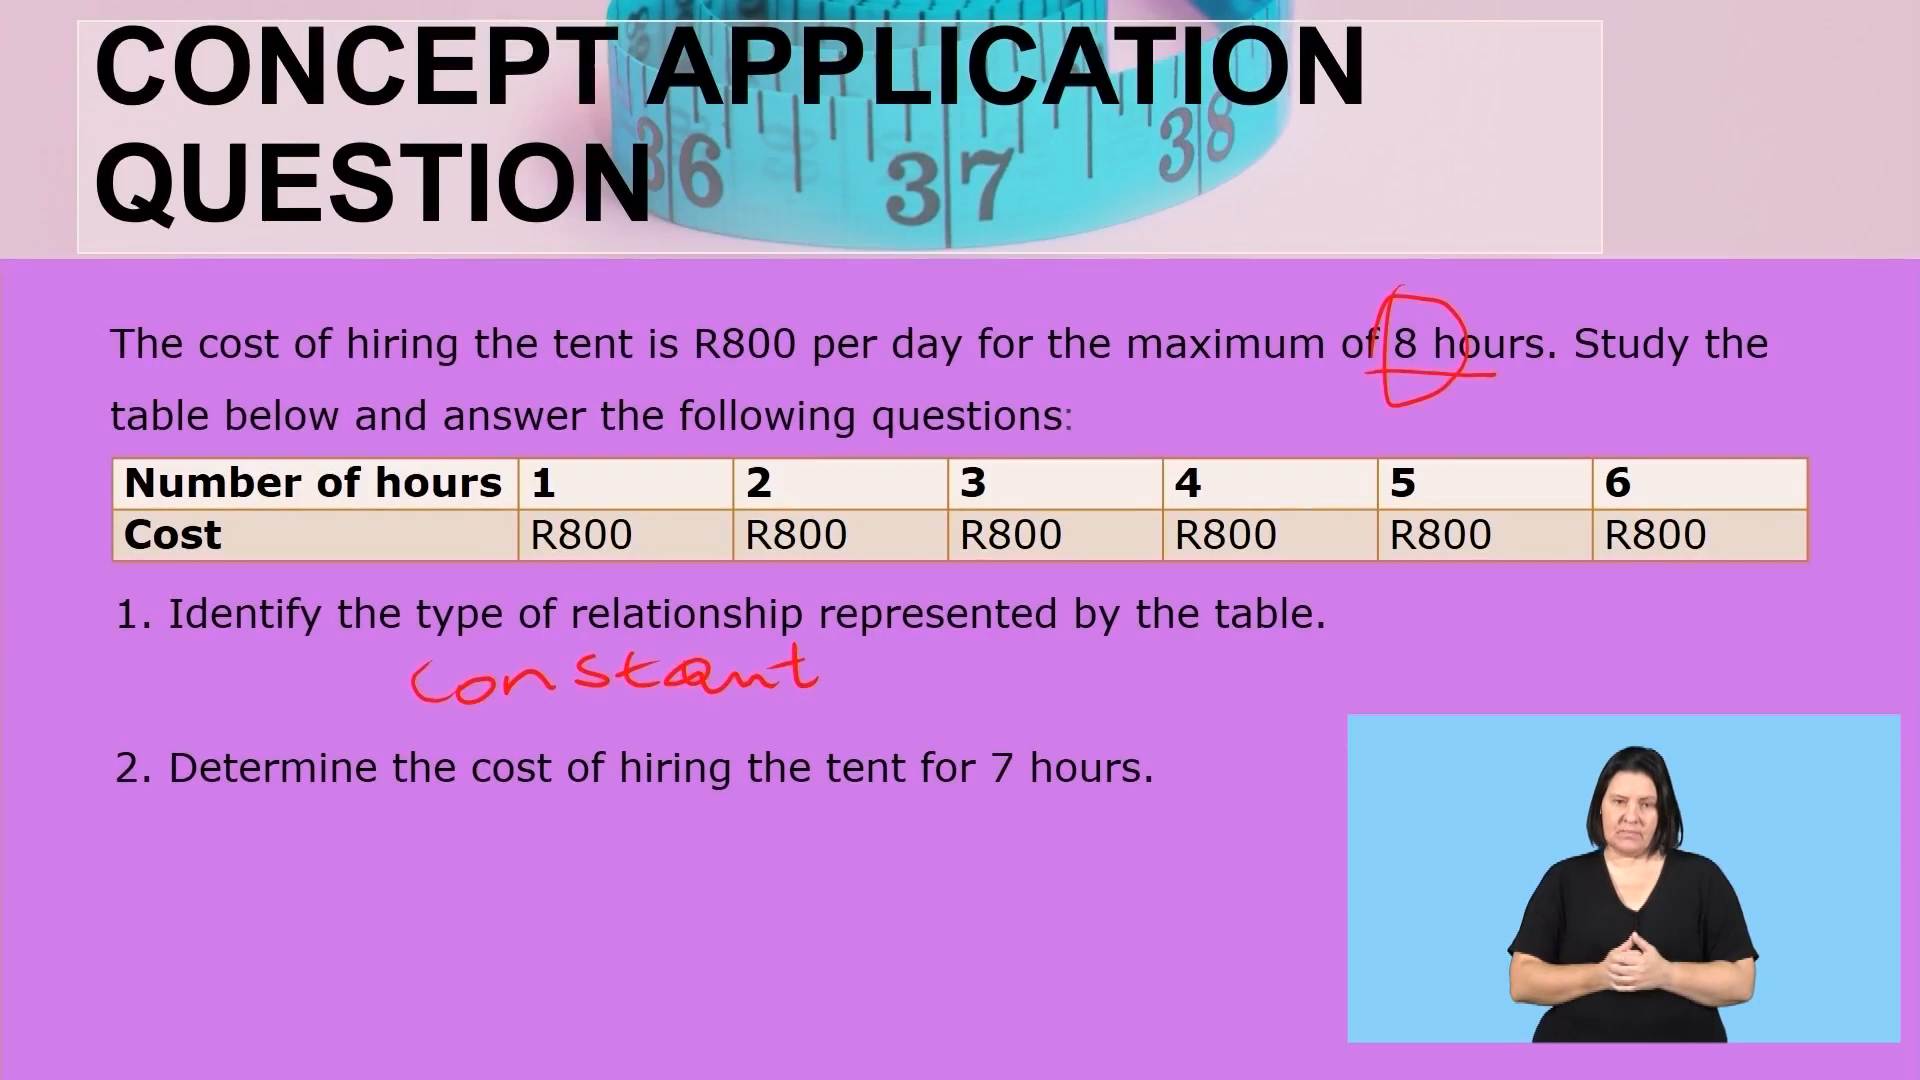 CONCEPT APPLICATION
QUESTION
36 37 38
The cost of hiring the tent is R800 per day for the maximum of 8 hours. Study the
table below and answer the following questions:
Number of hours 1 2 3 4 5 6
Cost R800 R800 R800 R800 R800 R800
1. Identify the type of relationship represented by the table.
constant
2. Determine the cost of hiring the tent for 7 hours.